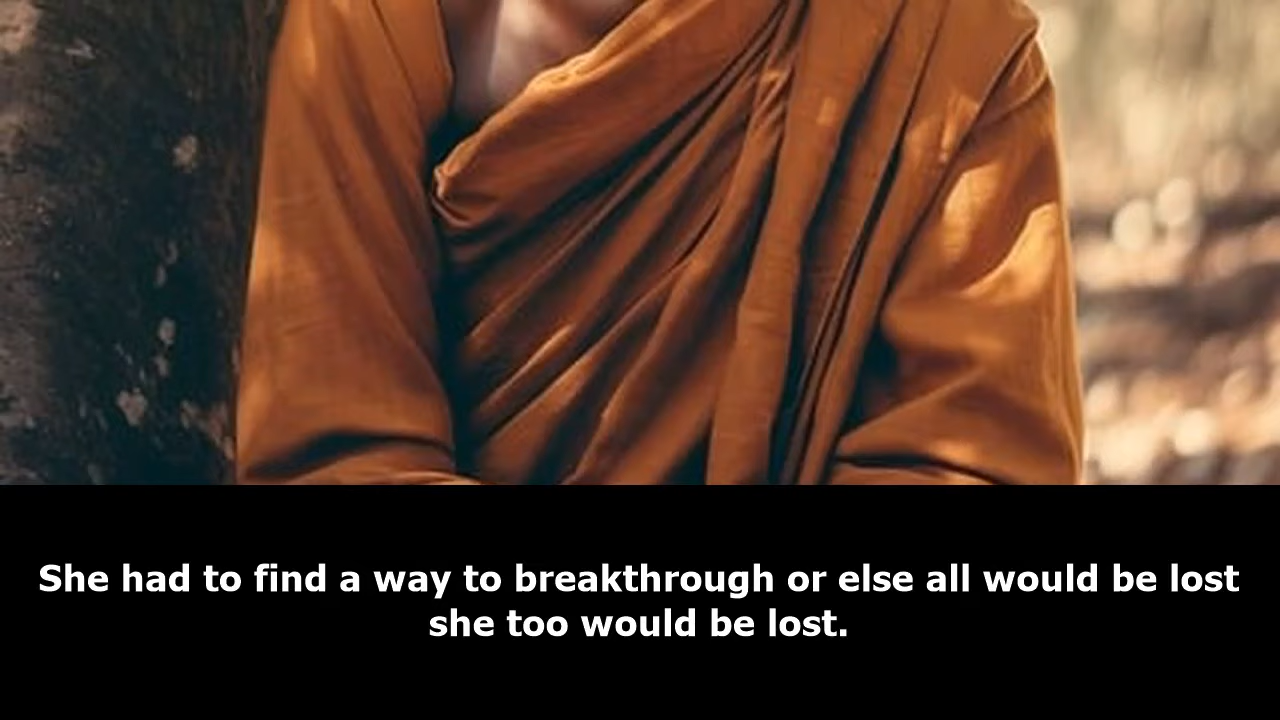 She had to find a way to breakthrough or else all would be lost
she too would be lost.